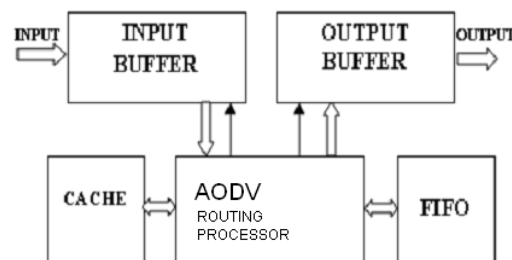 INPUT
INPUT
BUFFER
OUTPUT
BUFFER
OUTPUT
CACHE
AODV
ROUTING
PROCESSOR
FIFO